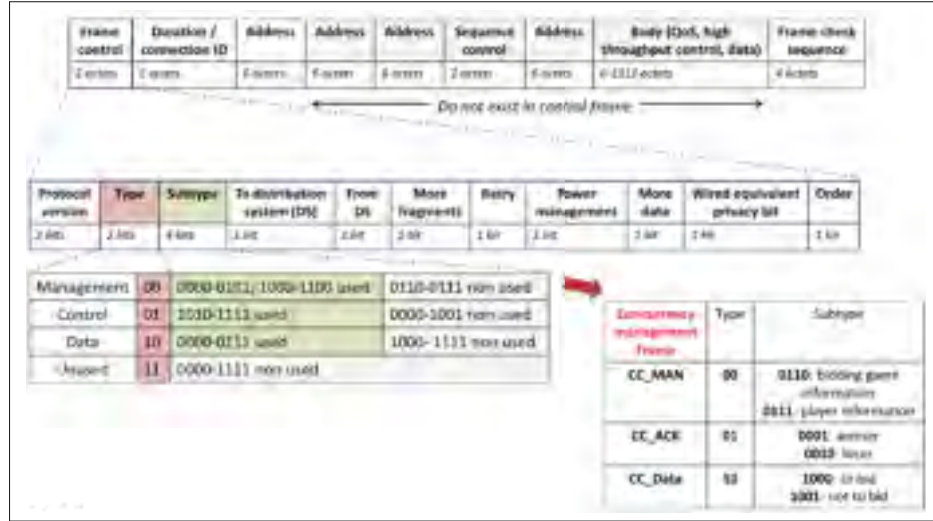 Frame control
Duration / connection ID
Address
Address
Address
Sequence control
Address
Body (QoS, high throughput control, data)
Frame check sequence
2 octets
2 octets
6 octets
6 octets
6 octets
2 octets
6 octets
0-2312 octets
4 octets
Do not exist in control frame
Protocol version
Type
Subtype
To distribution system (DS)
From DS
More fragments
Retry
Power management
More data
Wired equivalent privacy bit
Order
2 bits
2 bits
4 bits
1 bit
1 bit
1 bit
1 bit
1 bit
1 bit
1 bit
1 bit
Management 00 0000-0101, 1000-1100 used 0110-0111 non used
Control 01 1010-1111 used 0000-1001 non used
Data 10 0000-0111 used 1000-1111 non used
Unused 11 0000-1111 non used
Concurrency management frame
Type
Subtype
CC_MAN 00 0110: bidding game information
0111: player information
CC_ACK 01 0001: winner
0010: loser
CC_Data 10 1000: to bid
1001: not to bid